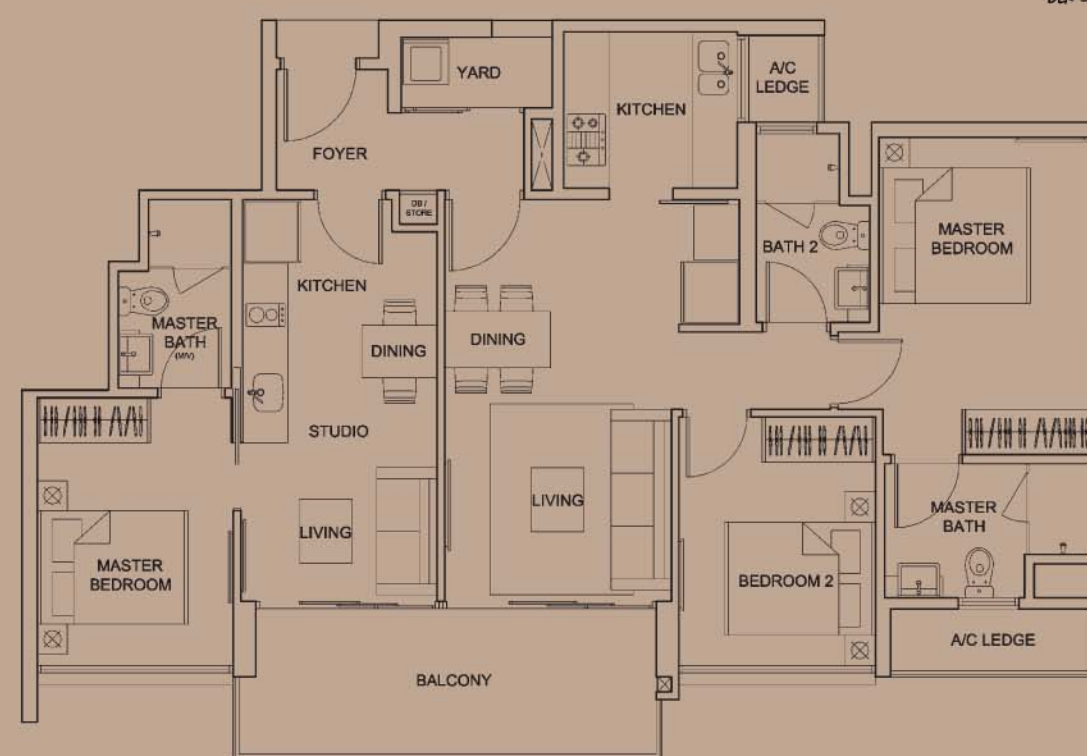 YARD
A/C
LEDGE
KITCHEN
FOYER
DB /
STORE
MASTER
BEDROOM
BATH 2
KITCHEN
MASTER
BATH
(M/V)
DINING
DINING
STUDIO
LIVING
LIVING
MASTER
BATH
MASTER
BEDROOM
BEDROOM 2
A/C LEDGE
BALCONY